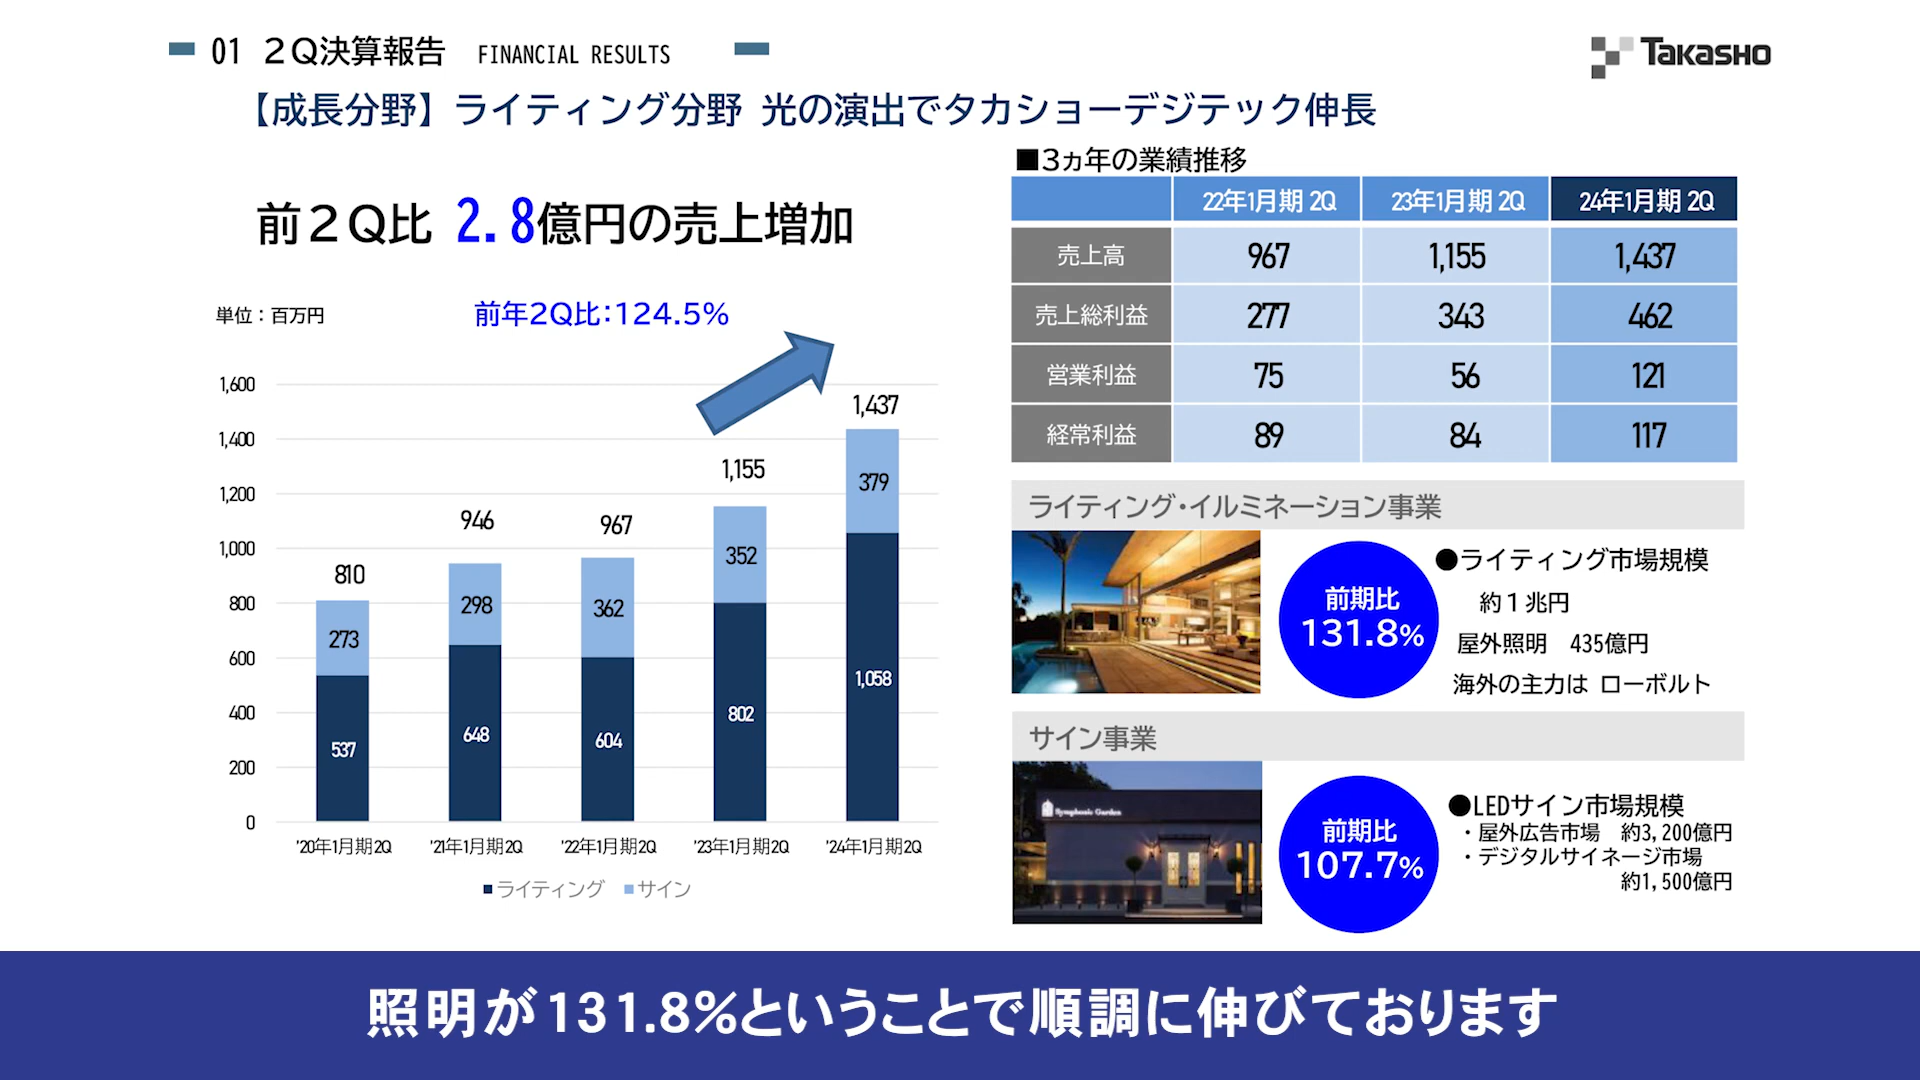 01 2Q決算報告 FINANCIAL RESULTS
Takasho
【成長分野】ライティング分野 光の演出でタカショーデジテック伸長
前2Q比 2.8億円の売上増加
単位：百万円
前年2Q比：124.5%
1,600
1,400
1,200
1,000
800
600
400
200
0
810
273
537
946
298
648
967
362
604
1,155
352
802
1,437
379
1,058
'20年1月期2Q '21年1月期2Q '22年1月期2Q '23年1月期2Q '24年1月期2Q
■ライティング ■サイン
■3ヵ年の業績推移
22年1月期 2Q 23年1月期 2Q 24年1月期 2Q
売上高 967 1,155 1,437
売上総利益 277 343 462
営業利益 75 56 121
経常利益 89 84 117
ライティング・イルミネーション事業
前期比
131.8%
●ライティング市場規模
約1兆円
屋外照明 435億円
海外の主力は ローボルト
サイン事業
Symphonic Garden
前期比
107.7%
●LEDサイン市場規模
・屋外広告市場 約3,200億円
・デジタルサイネージ市場
約1,500億円
照明が131.8%ということで順調に伸びております